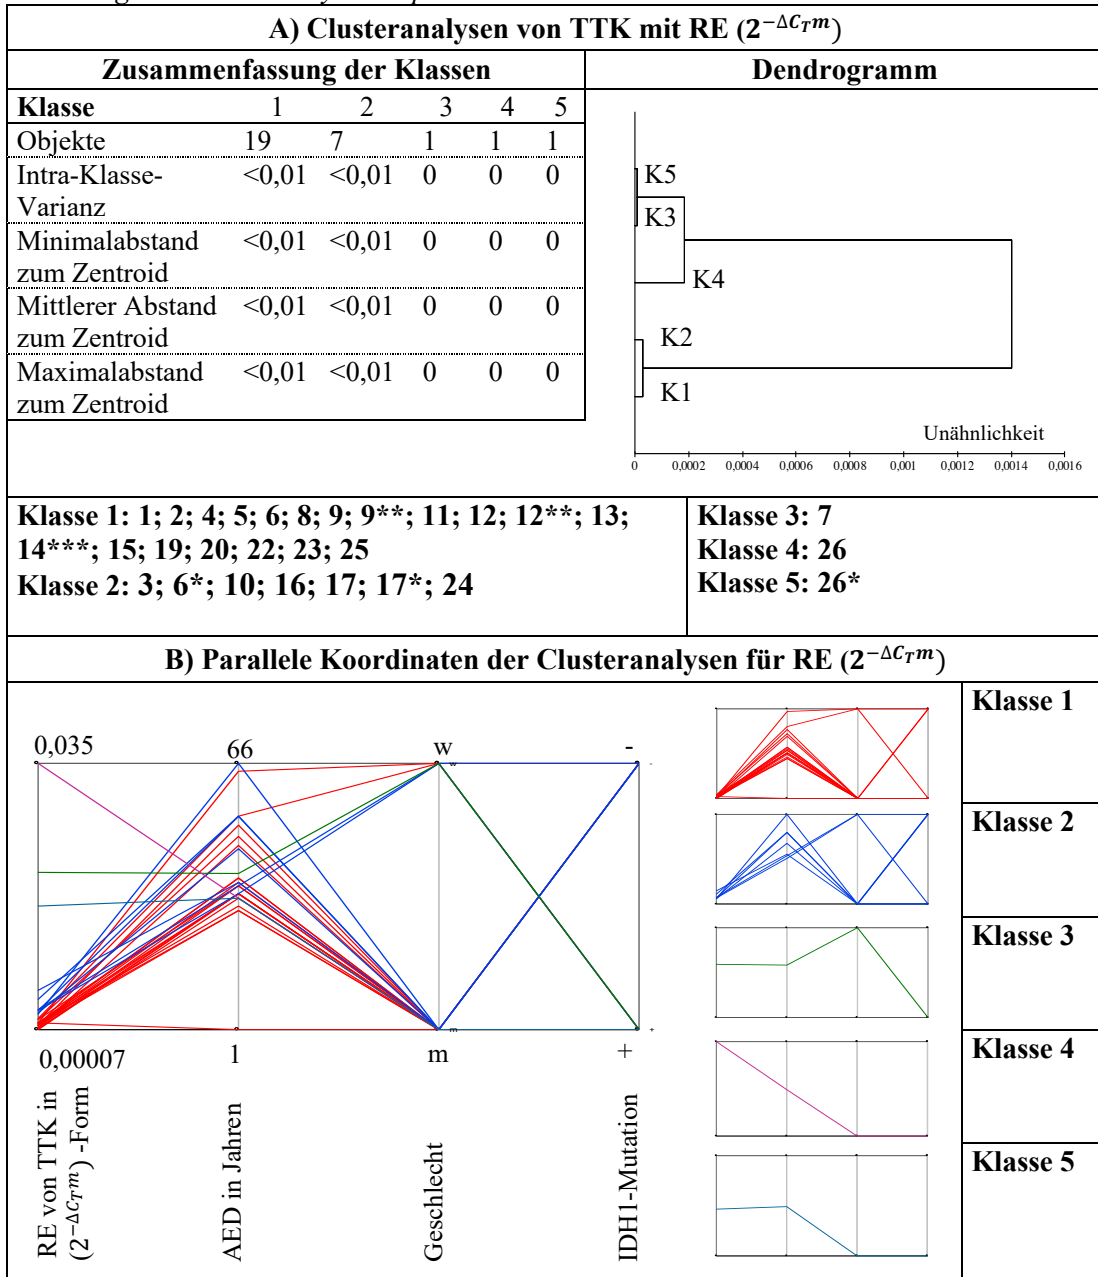 A) Clusteranalysen von TTK mit RE (2^{-ΔC_Tm})
Zusammenfassung der Klassen
Dendrogramm
Klasse 1 2 3 4 5
Objekte 19 7 1 1 1
Intra-Klasse- <0,01 <0,01 0 0 0
Varianz
Minimalabstand <0,01 <0,01 0 0 0
zum Zentroid
Mittlerer Abstand <0,01 <0,01 0 0 0
zum Zentroid
Maximalabstand <0,01 <0,01 0 0 0
zum Zentroid
K5
K3
K4
K2
K1
Unähnlichkeit
0 0,0002 0,0004 0,0006 0,0008 0,001 0,0012 0,0014 0,0016
Klasse 1: 1; 2; 4; 5; 6; 8; 9; 9**; 11; 12; 12**; 13;
14***; 15; 19; 20; 22; 23; 25
Klasse 2: 3; 6*; 10; 16; 17; 17*; 24
Klasse 3: 7
Klasse 4: 26
Klasse 5: 26*
B) Parallele Koordinaten der Clusteranalysen für RE (2^{-ΔC_Tm})
0,035 66 w -
w -
m +
0,00007 1 m +
RE von TTK in
(2^{-ΔC_Tm}) -Form
AED in Jahren
Geschlecht
IDH1-Mutation
Klasse 1
Klasse 2
Klasse 3
Klasse 4
Klasse 5